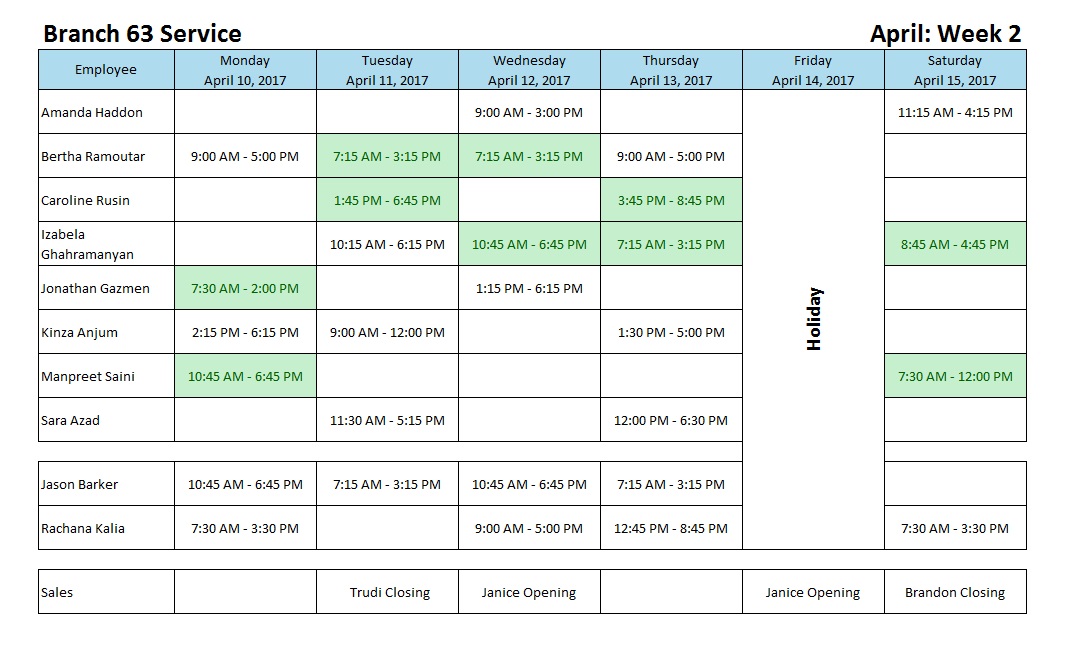 Branch 63 Service April: Week 2
Employee Monday Tuesday Wednesday Thursday Friday Saturday
April 10, 2017 April 11, 2017 April 12, 2017 April 13, 2017 April 14, 2017 April 15, 2017
Amanda Haddon 9:00 AM - 3:00 PM 11:15 AM - 4:15 PM
Bertha Ramoutar 9:00 AM - 5:00 PM 7:15 AM - 3:15 PM 7:15 AM - 3:15 PM 9:00 AM - 5:00 PM
Caroline Rusin 1:45 PM - 6:45 PM 3:45 PM - 8:45 PM
Izabela
Ghahramanyan 10:15 AM - 6:15 PM 10:45 AM - 6:45 PM 7:15 AM - 3:15 PM 8:45 AM - 4:45 PM
Jonathan Gazmen 7:30 AM - 2:00 PM 1:15 PM - 6:15 PM
Holiday
Kinza Anjum 2:15 PM - 6:15 PM 9:00 AM - 12:00 PM 1:30 PM - 5:00 PM
Manpreet Saini 10:45 AM - 6:45 PM 7:30 AM - 12:00 PM
Sara Azad 11:30 AM - 5:15 PM 12:00 PM - 6:30 PM
Jason Barker 10:45 AM - 6:45 PM 7:15 AM - 3:15 PM 10:45 AM - 6:45 PM 7:15 AM - 3:15 PM
Rachana Kalia 7:30 AM - 3:30 PM 9:00 AM - 5:00 PM 12:45 PM - 8:45 PM 7:30 AM - 3:30 PM
Sales Trudi Closing Janice Opening Janice Opening Brandon Closing